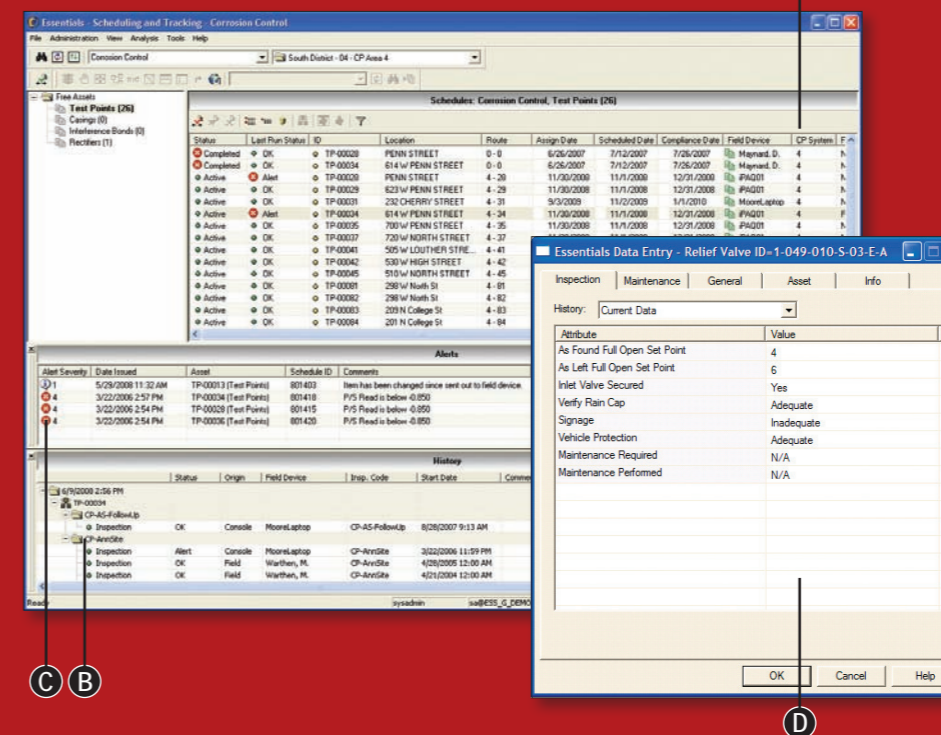 Essentials - Scheduling and Tracking - Corrosion Control
File Administration View Analysis Tools Help
Corrosion Control South District - 04 - CP Area 4
Free Assets
Test Points (26)
Casings (0)
Interference Bonds (0)
Rectifiers (1)
Schedules: Corrosion Control, Test Points (26)
Status Last Run Status ID Location Route Assign Date Scheduled Date Compliance Date Field Device CP System F
Completed OK TP-00028 PENN STREET 0 - 0 6/26/2007 7/12/2007 7/26/2007 Maynard, D. 4
Completed OK TP-00034 614 W PENN STREET 0 - 0 6/26/2007 7/12/2007 7/26/2007 Maynard, D. 4
Active Alert TP-00028 PENN STREET 4 - 28 11/30/2008 11/1/2008 12/31/2008 iPAQ01 4
Active OK TP-00029 623 W PENN STREET 4 - 29 11/30/2008 11/1/2008 12/31/2008 iPAQ01 4
Active OK TP-00031 232 CHERRY STREET 4 - 31 9/3/2009 11/2/2009 1/1/2010 MooreLaptop 4
Active Alert TP-00034 614 W PENN STREET 4 - 34 11/30/2008 11/1/2008 12/31/2008 iPAQ01 4
Active OK TP-00035 700 W PENN STREET 4 - 35 11/30/2008 11/1/2008 12/31/2008 iPAQ01 4
Active OK TP-00037 720 W NORTH STREET 4 - 37
Active OK TP-00041 505 W LOUTHER STRE... 4 - 41
Active OK TP-00042 530 W HIGH STREET 4 - 42
Active OK TP-00045 510 W NORTH STREET 4 - 45
Active OK TP-00081 298 W North St 4 - 81
Active OK TP-00082 298 W North St 4 - 82
Active OK TP-00083 209 N College St 4 - 83
Active OK TP-00084 201 N College St 4 - 84
Alerts
Alert Severity Date Issued Asset Schedule ID Comments
1 5/29/2008 11:32 AM TP-00013 (Test Points) 801403 Item has been changed since sent out to field device.
4 3/22/2006 2:57 PM TP-00034 (Test Points) 801418 P/S Read is below -0.850
4 3/22/2006 2:54 PM TP-00028 (Test Points) 801415 P/S Read is below -0.850
4 3/22/2006 2:54 PM TP-00036 (Test Points) 801420 P/S Read is below -0.850
History
Status Origin Field Device Insp. Code Start Date
6/9/2008 2:56 PM
TP-00034
CP-AS-FollowUp
Inspection OK Console MooreLaptop CP-AS-FollowUp 8/28/2007 9:13 AM
CP-AnnSite
Inspection Alert Console MooreLaptop CP-AnnSite 3/22/2006 11:59 PM
Inspection OK Field Warthen, M. CP-AnnSite 4/28/2005 12:00 AM
Inspection OK Field Warthen, M. CP-AnnSite 4/21/2004 12:00 AM
Ready sysadmin sa@ESS_G_DEMO
Essentials Data Entry - Relief Valve ID=1-049-010-S-03-E-A
Inspection Maintenance General Asset Info
History: Current Data
Attribute Value
As Found Full Open Set Point 4
As Left Full Open Set Point 6
Inlet Valve Secured Yes
Verify Rain Cap Adequate
Signage Inadequate
Vehicle Protection Adequate
Maintenance Required N/A
Maintenance Performed N/A
OK Cancel Help
C B
D